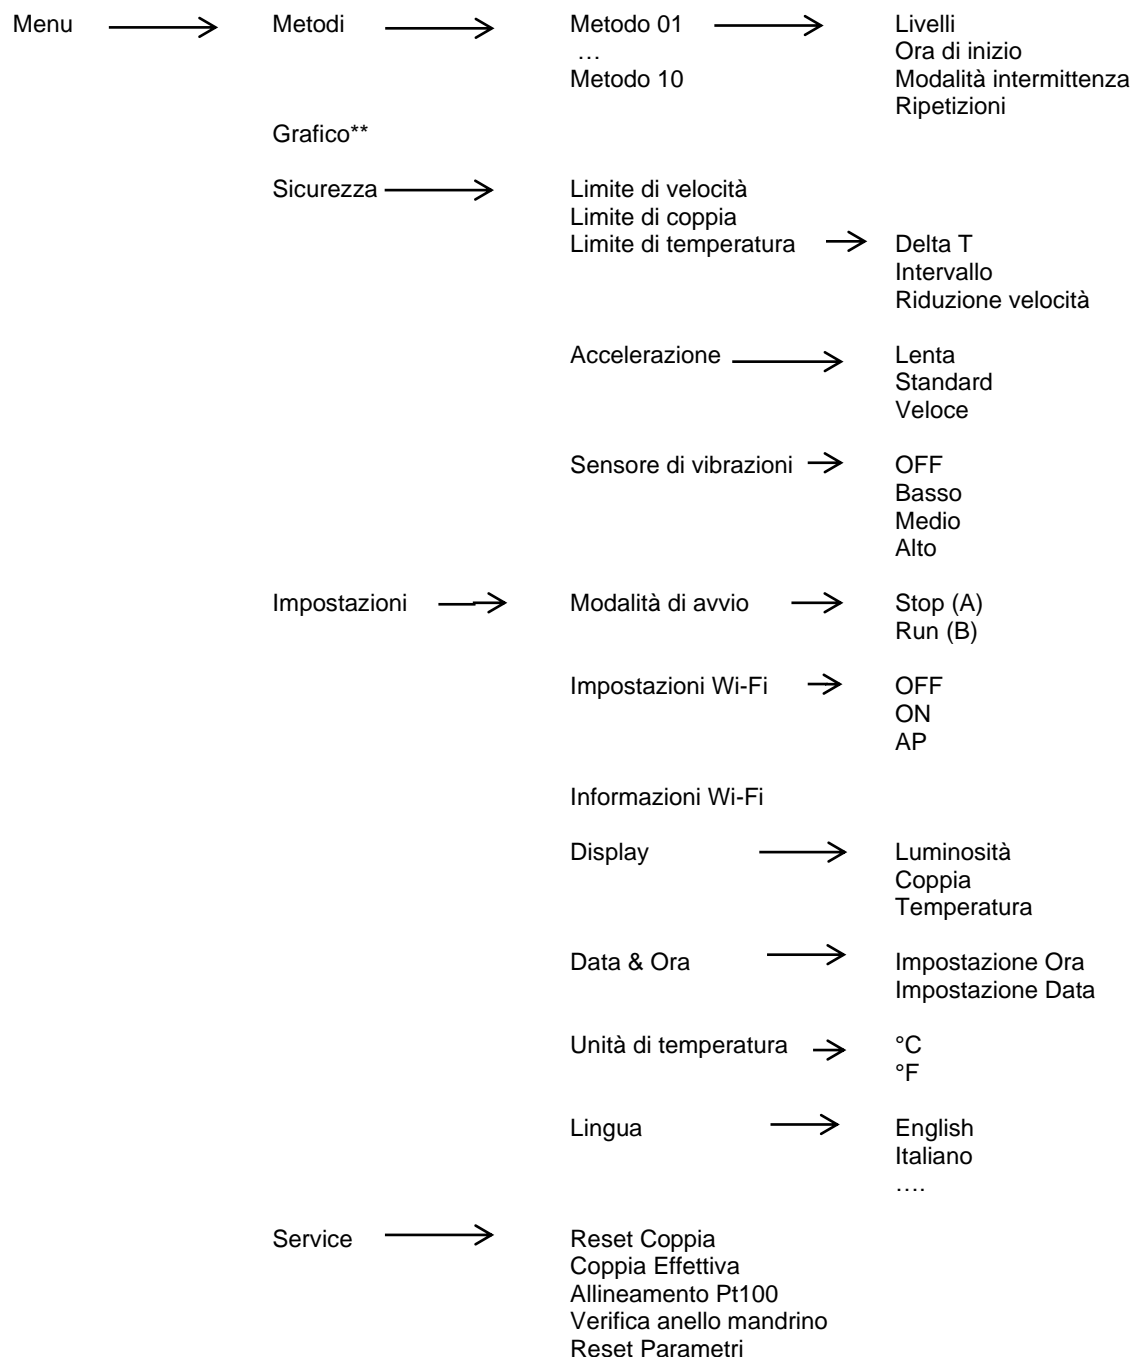 Menu Metodi Metodo 01 Livelli
… Ora di inizio
Metodo 10 Modalità intermittenza
Ripetizioni
Grafico**
Sicurezza Limite di velocità
Limite di coppia
Limite di temperatura Delta T
Intervallo
Riduzione velocità
Accelerazione Lenta
Standard
Veloce
Sensore di vibrazioni OFF
Basso
Medio
Alto
Impostazioni Modalità di avvio Stop (A)
Run (B)
Impostazioni Wi-Fi OFF
ON
AP
Informazioni Wi-Fi
Display Luminosità
Coppia
Temperatura
Data & Ora Impostazione Ora
Impostazione Data
Unità di temperatura °C
°F
Lingua English
Italiano
….
Service Reset Coppia
Coppia Effettiva
Allineamento Pt100
Verifica anello mandrino
Reset Parametri